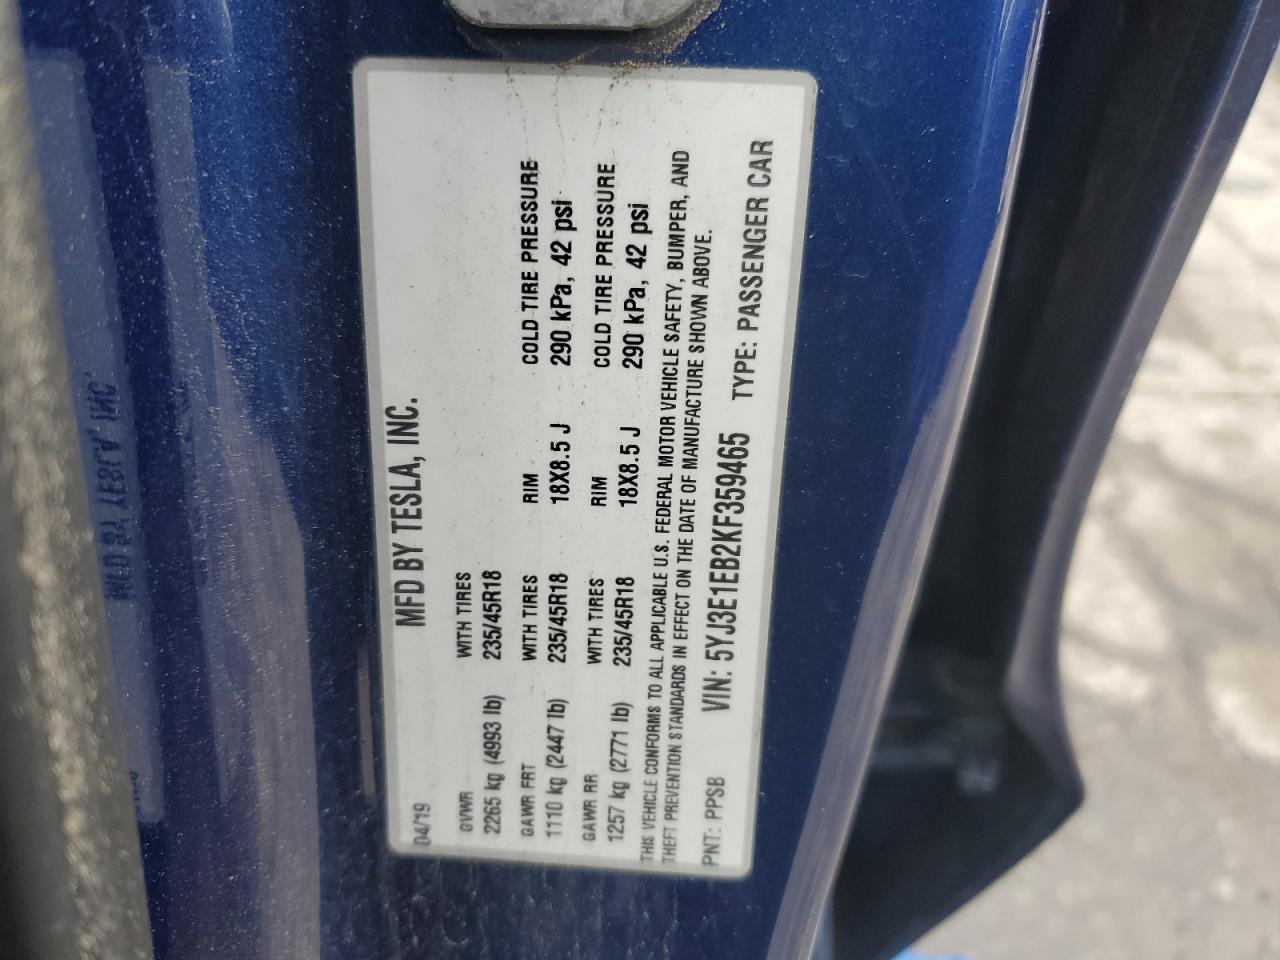 MFD BY TESLA, INC.
04/19
GVWR WITH TIRES
2265 kg (4993 lb) 235/45R18
GAWR FRT WITH TIRES RIM COLD TIRE PRESSURE
1110 kg (2447 lb) 235/45R18 18X8.5 J 290 kPa, 42 psi
GAWR RR WITH TIRES RIM COLD TIRE PRESSURE
1257 kg (2771 lb) 235/45R18 18X8.5 J 290 kPa, 42 psi
THIS VEHICLE CONFORMS TO ALL APPLICABLE U.S. FEDERAL MOTOR VEHICLE SAFETY, BUMPER, AND
THEFT PREVENTION STANDARDS IN EFFECT ON THE DATE OF MANUFACTURE SHOWN ABOVE.
PNT: PPSB VIN: 5YJ3E1EB2KF359465 TYPE: PASSENGER CAR